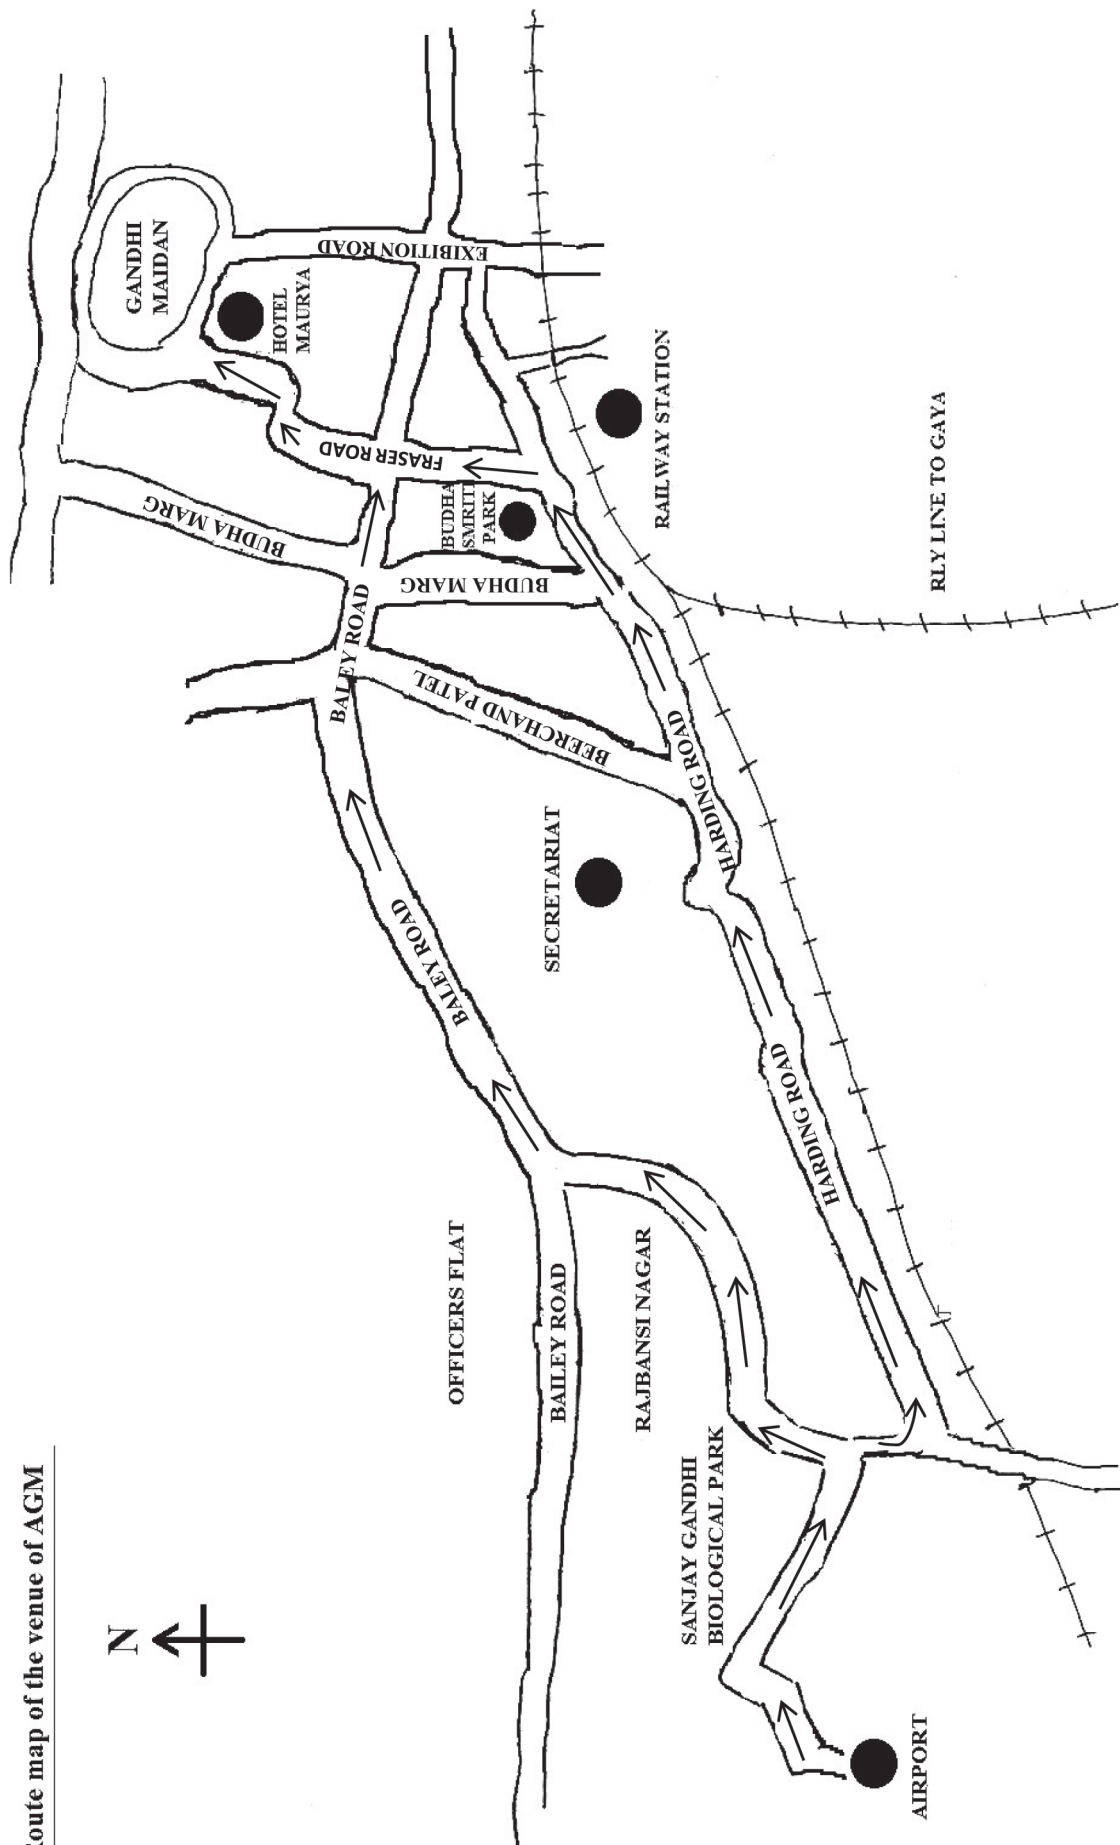 Route map of the venue of AGM
N
GANDHI
MAIDAN
BUDHA MARG
HOTEL
MAURYA
EXIBITION ROAD
FRASER ROAD
BALEY ROAD
BUDHA MARG
BUDHA
SMRITI
PARK
BEERCHAND PATEL
BALEY ROAD
OFFICERS FLAT
BAILEY ROAD
SECRETARIAT
RAJBANSI NAGAR
RAILWAY STATION
HARDING ROAD
SANJAY GANDHI
BIOLOGICAL PARK
HARDING ROAD
AIRPORT
RLY LINE TO GAYA